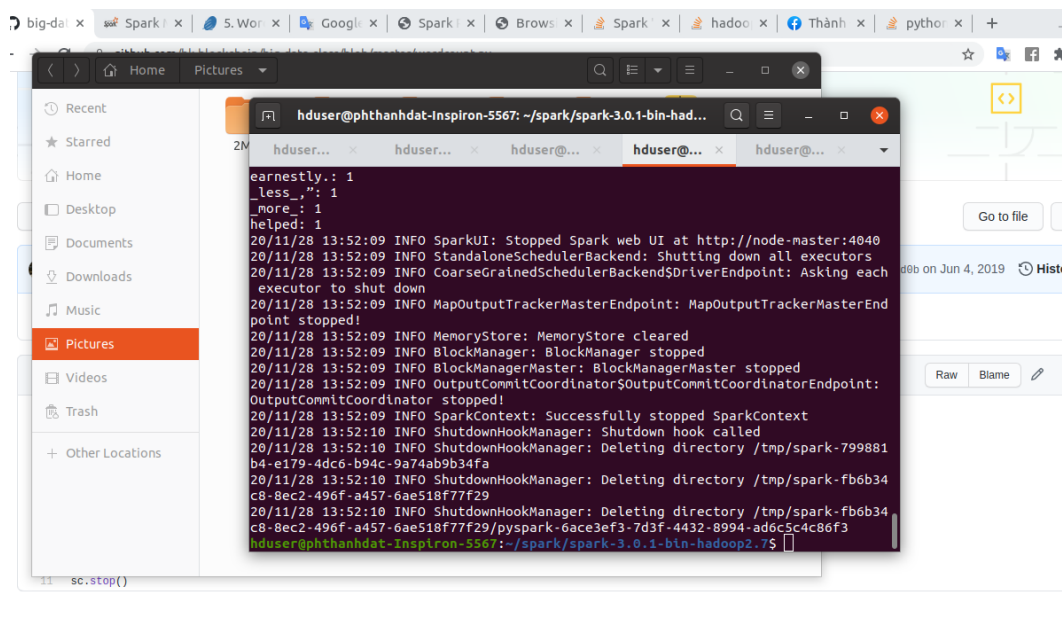 big-dat
Spark
5. Wor
Google
Spark
Brows
Spark
hadoo
Thành
python
Home
Pictures
Recent
Starred
Home
Desktop
Documents
Downloads
Music
Pictures
Videos
Trash
Other Locations
2M
hduser@phthanhdat-Inspiron-5567: ~/spark/spark-3.0.1-bin-had...
hduser...
hduser...
hduser@...
hduser@...
hduser@...
earnestly.: 1
_less_,”: 1
_more_: 1
helped: 1
20/11/28 13:52:09 INFO SparkUI: Stopped Spark web UI at http://node-master:4040
20/11/28 13:52:09 INFO StandaloneSchedulerBackend: Shutting down all executors
20/11/28 13:52:09 INFO CoarseGrainedSchedulerBackend$DriverEndpoint: Asking each
executor to shut down
20/11/28 13:52:09 INFO MapOutputTrackerMasterEndpoint: MapOutputTrackerMasterEnd
point stopped!
20/11/28 13:52:09 INFO MemoryStore: MemoryStore cleared
20/11/28 13:52:09 INFO BlockManager: BlockManager stopped
20/11/28 13:52:09 INFO BlockManagerMaster: BlockManagerMaster stopped
20/11/28 13:52:09 INFO OutputCommitCoordinator$OutputCommitCoordinatorEndpoint:
OutputCommitCoordinator stopped!
20/11/28 13:52:09 INFO SparkContext: Successfully stopped SparkContext
20/11/28 13:52:10 INFO ShutdownHookManager: Shutdown hook called
20/11/28 13:52:10 INFO ShutdownHookManager: Deleting directory /tmp/spark-799881
b4-e179-4dc6-b94c-9a74ab9b34fa
20/11/28 13:52:10 INFO ShutdownHookManager: Deleting directory /tmp/spark-fb6b34
c8-8ec2-496f-a457-6ae518f77f29
20/11/28 13:52:10 INFO ShutdownHookManager: Deleting directory /tmp/spark-fb6b34
c8-8ec2-496f-a457-6ae518f77f29/pyspark-6ace3ef3-7d3f-4432-8994-ad6c5c4c86f3
hduser@phthanhdat-Inspiron-5567:~/spark/spark-3.0.1-bin-hadoop2.7$
Go to file
d0b on Jun 4, 2019
Hist
Raw
Blame
11 sc.stop()